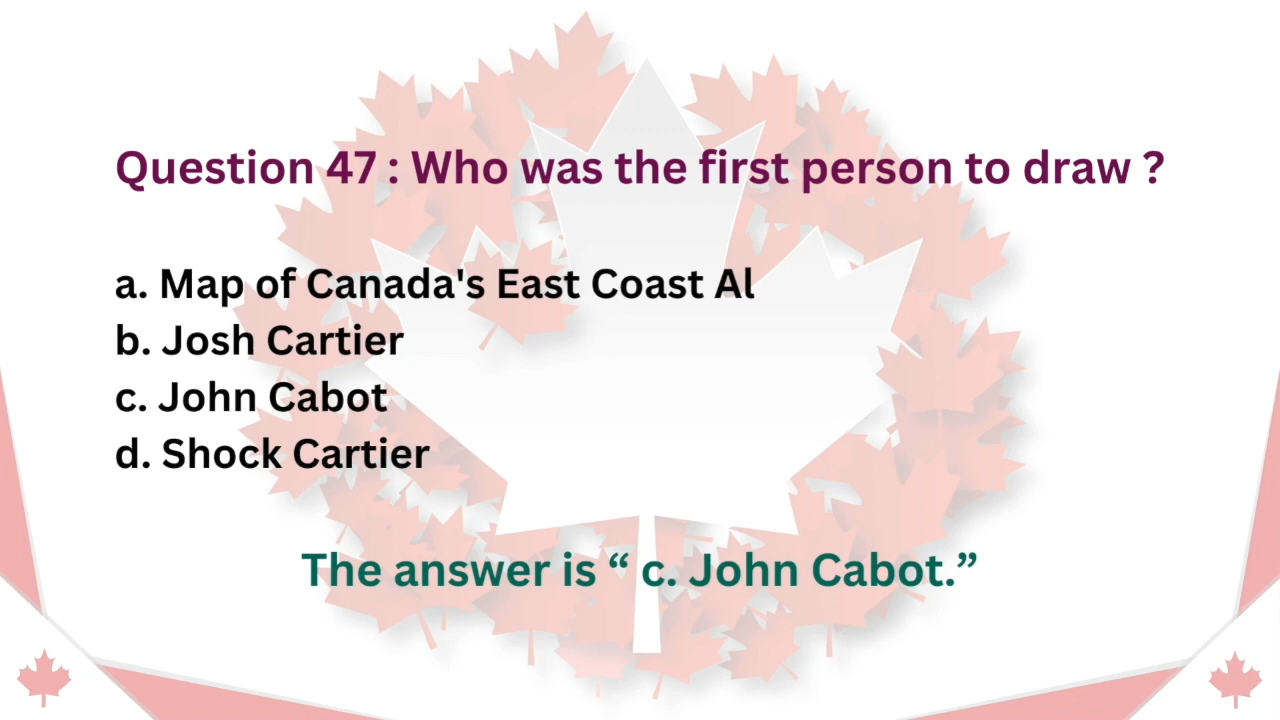 Question 47 : Who was the first person to draw ?
a. Map of Canada's East Coast Al
b. Josh Cartier
c. John Cabot
d. Shock Cartier
The answer is “ c. John Cabot.”